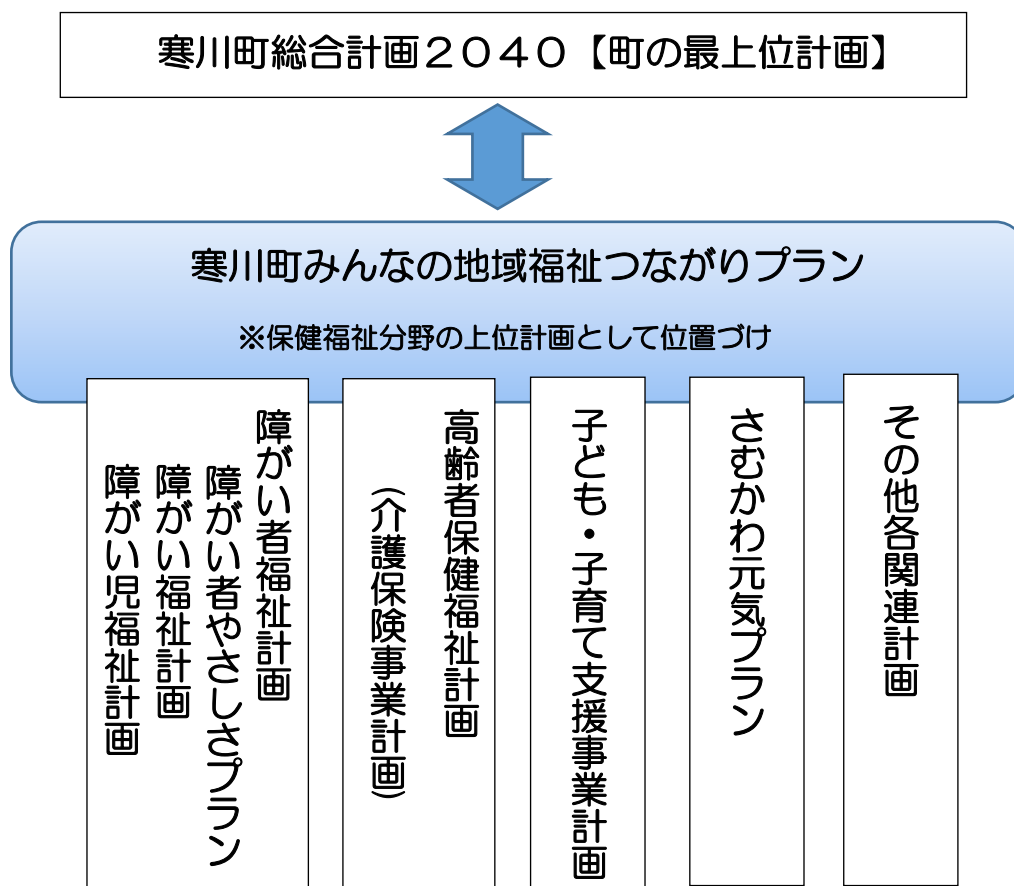 寒川町総合計画２０４０【町の最上位計画】
寒川町みんなの地域福祉つながりプラン
※保健福祉分野の上位計画として位置づけ
障がい者福祉計画
障がい者やさしさプラン
障がい福祉計画
障がい児福祉計画
高齢者保健福祉計画
（介護保険事業計画）
子ども・子育て支援事業計画
さむかわ元気プラン
その他各関連計画